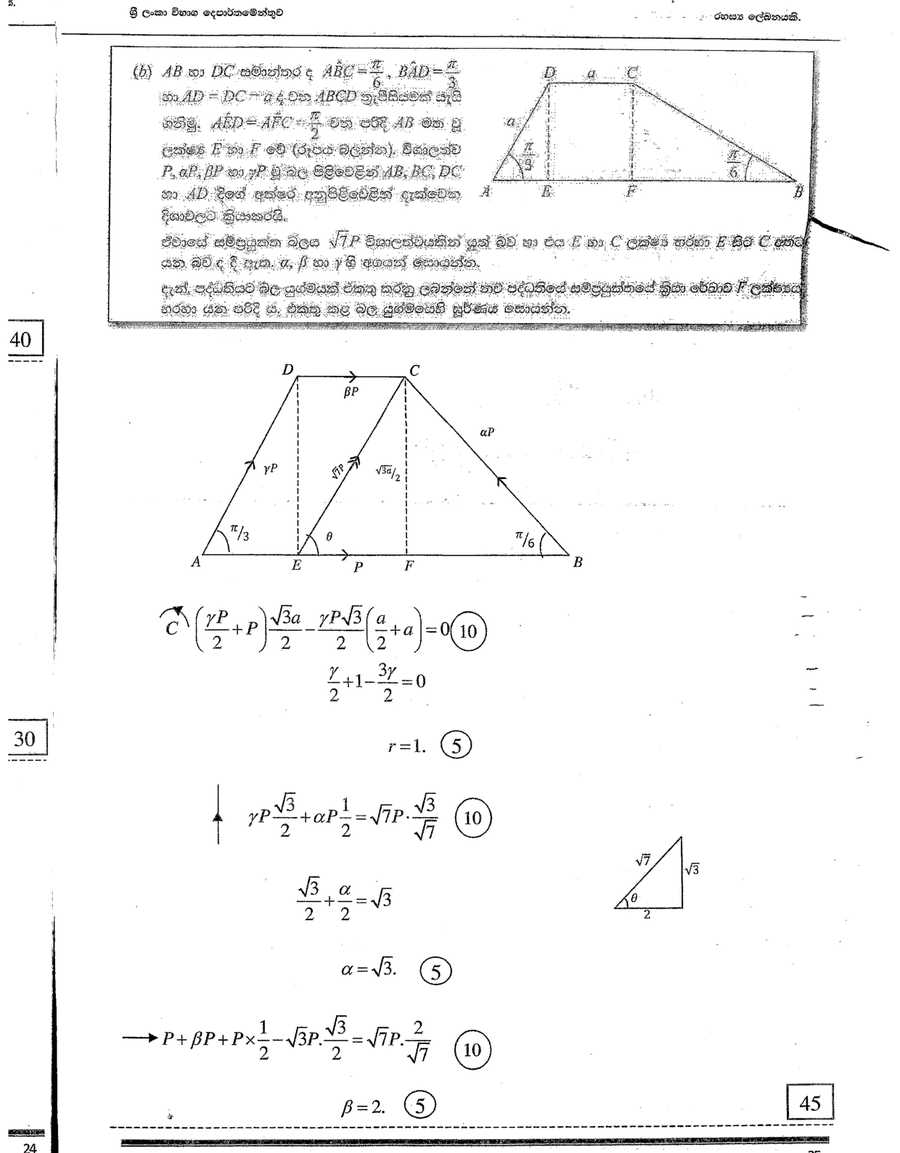 ශ්‍රී ලංකා විභාග දෙපාර්තමේන්තුව
රහස්‍ය ලේඛනයකි.
(b) AB හා DC සමාන්තර ද AB̂C = π/6 , BÂD = π/3
හා AD = DC = a ද වන ABCD ත්‍රැපීසියමක් යැයි
ගනිමු. AÊD = AF̂C = π/2 වන පරිදි AB මත වූ
ලක්ෂ්‍ය E හා F වේ (රූපය බලන්න). විශාලත්ව
P, αP, βP හා γP වූ බල පිළිවෙළින් AB, BC, DC
හා AD දිගේ අක්ෂර අනුපිළිවෙළින් දැක්වෙන
දිශාවලට ක්‍රියාකරයි.
D a C
a
π/3
π/6
A E F B
ඒවායේ සම්ප්‍රයුක්ත බලය √7P විශාලත්වයකින් යුත් බව හා එය E හා C ලක්ෂ්‍ය හරහා E සිට C අතට
යන බව ද දී ඇත. α, β හා γ හි අගයන් සොයන්න.
දැන්, පද්ධතියට බල යුග්මයක් එකතු කරනු ලබන්නේ නව පද්ධතියේ සම්ප්‍රයුක්තයේ ක්‍රියා රේඛාව F ලක්ෂ්‍යය
හරහා යන පරිදි ය. එකතු කළ බල යුග්මයෙහි ඝූර්ණය සොයන්න.
40
D C
βP
αP
γP
√7P
√3a/2
π/3
θ
π/6
A E P F B
C (γP/2 + P) √3a/2 − γP√3/2 (a/2 + a) = 0 10
γ/2 + 1 − 3γ/2 = 0
30
r = 1. 5
γP √3/2 + αP 1/2 = √7P · √3/√7 10
√7
√3
θ
2
√3/2 + α/2 = √3
α = √3. 5
P + βP + P × 1/2 − √3P. √3/2 = √7P. 2/√7 10
β = 2. 5
45
24